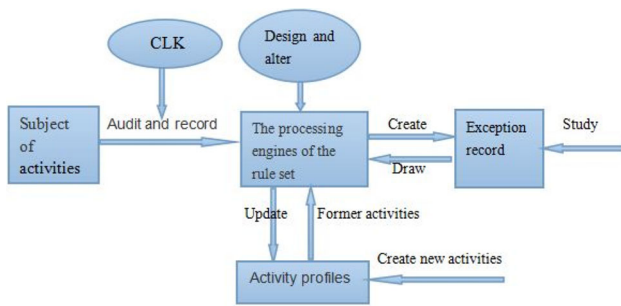 CLK
Design and
alter
Subject
of
activities
Audit and record
The processing
engines of the
rule set
Create
Draw
Exception
record
Study
Update
Former activities
Activity profiles
Create new activities